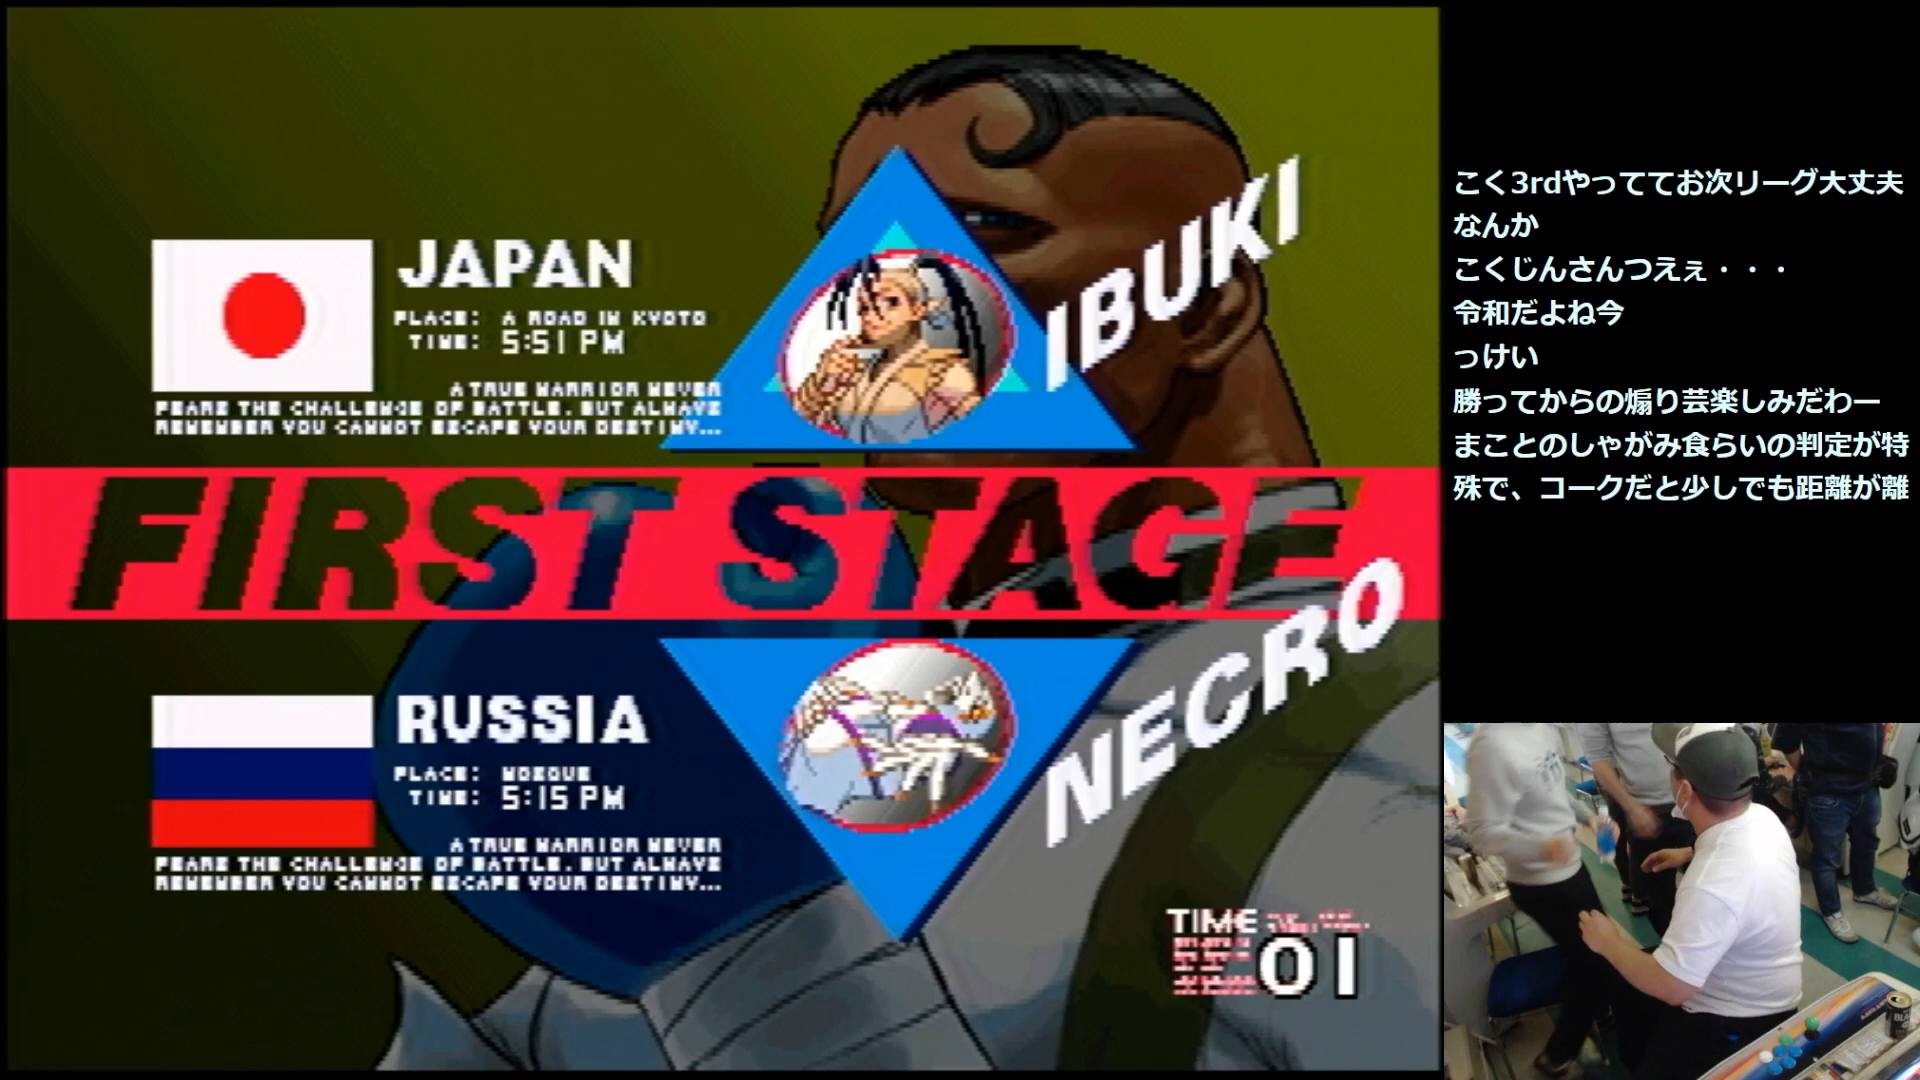 JAPAN
PLACE: A ROAD IN KYOTO
TIME: 5:51 PM
A TRUE WARRIOR NEVER
FEARS THE CHALLENGE OF BATTLE, BUT ALWAYS
REMEMBER YOU CANNOT ESCAPE YOUR DESTINY...
IBUKI
FIRST STAGE
RUSSIA
PLACE: MOSQUE
TIME: 5:15 PM
A TRUE WARRIOR NEVER
FEARS THE CHALLENGE OF BATTLE, BUT ALWAYS
REMEMBER YOU CANNOT ESCAPE YOUR DESTINY...
NECRO
TIME
01
こく3rdやっててお次リーグ大丈夫
なんか
こくじんさんつえぇ・・・
令和だよね今
っけい
勝ってからの煽り芸楽しみだわー
まことのしゃがみ食らいの判定が特
殊で、コークだと少しでも距離が離